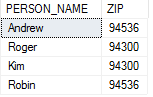 PERSON_NAME ZIP
Andrew 94536
Roger 94300
Kim 94300
Robin 94536